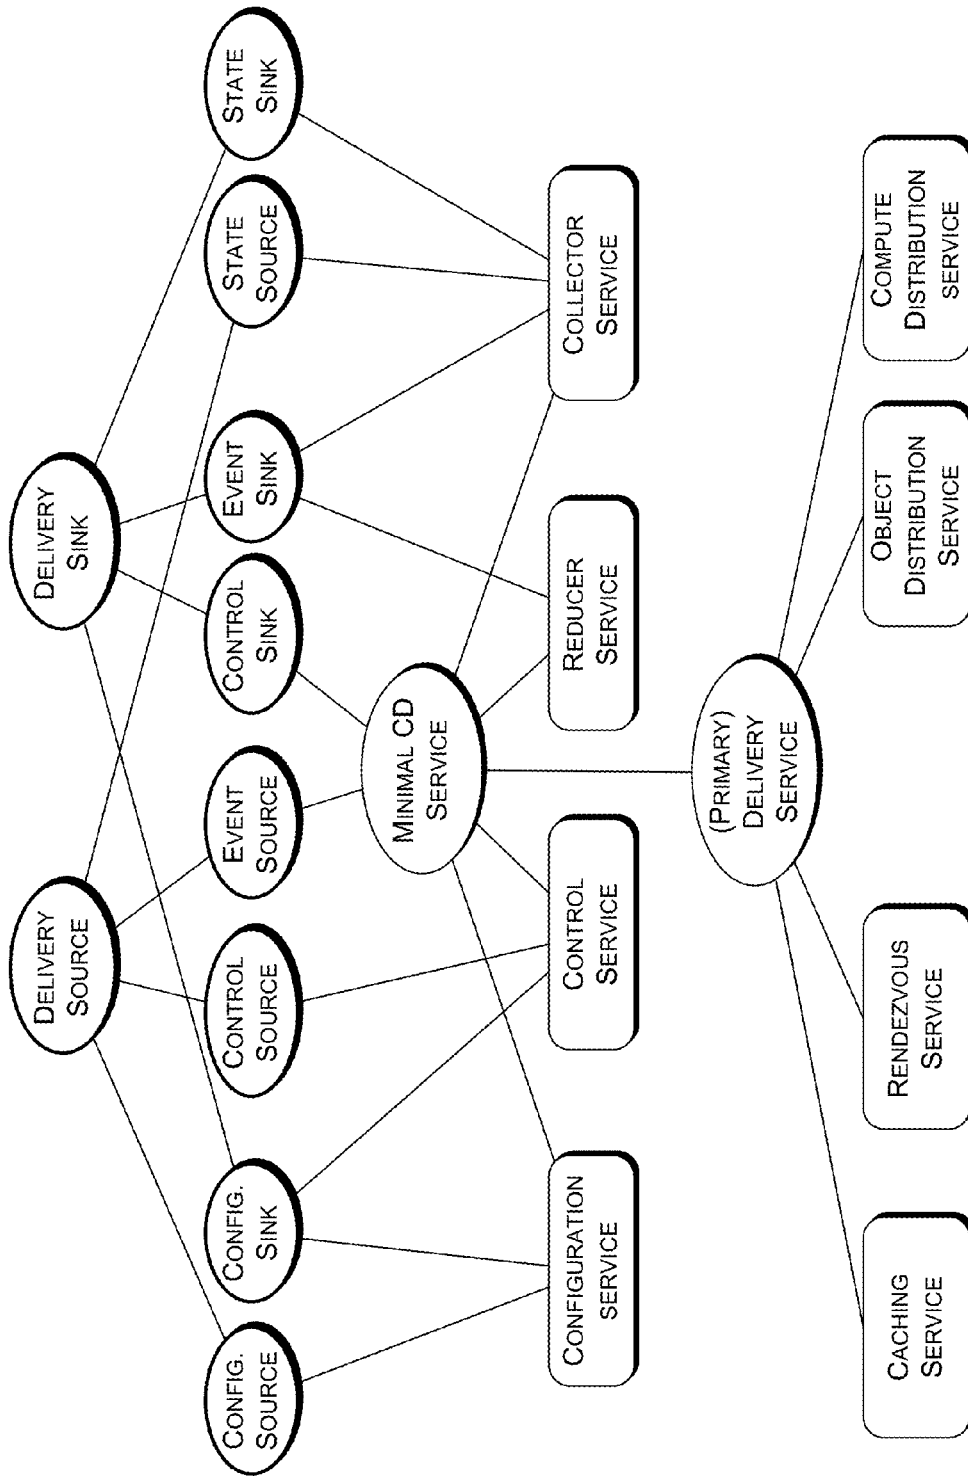 DELIVERY
SOURCE
DELIVERY
SINK
CONFIG.
SOURCE
CONFIG.
SINK
CONTROL
SOURCE
EVENT
SOURCE
CONTROL
SINK
EVENT
SINK
STATE
SOURCE
STATE
SINK
MINIMAL CD
SERVICE
CONFIGURATION
SERVICE
CONTROL
SERVICE
REDUCER
SERVICE
COLLECTOR
SERVICE
(PRIMARY)
DELIVERY
SERVICE
CACHING
SERVICE
RENDEZVOUS
SERVICE
OBJECT
DISTRIBUTION
SERVICE
COMPUTE
DISTRIBUTION
SERVICE